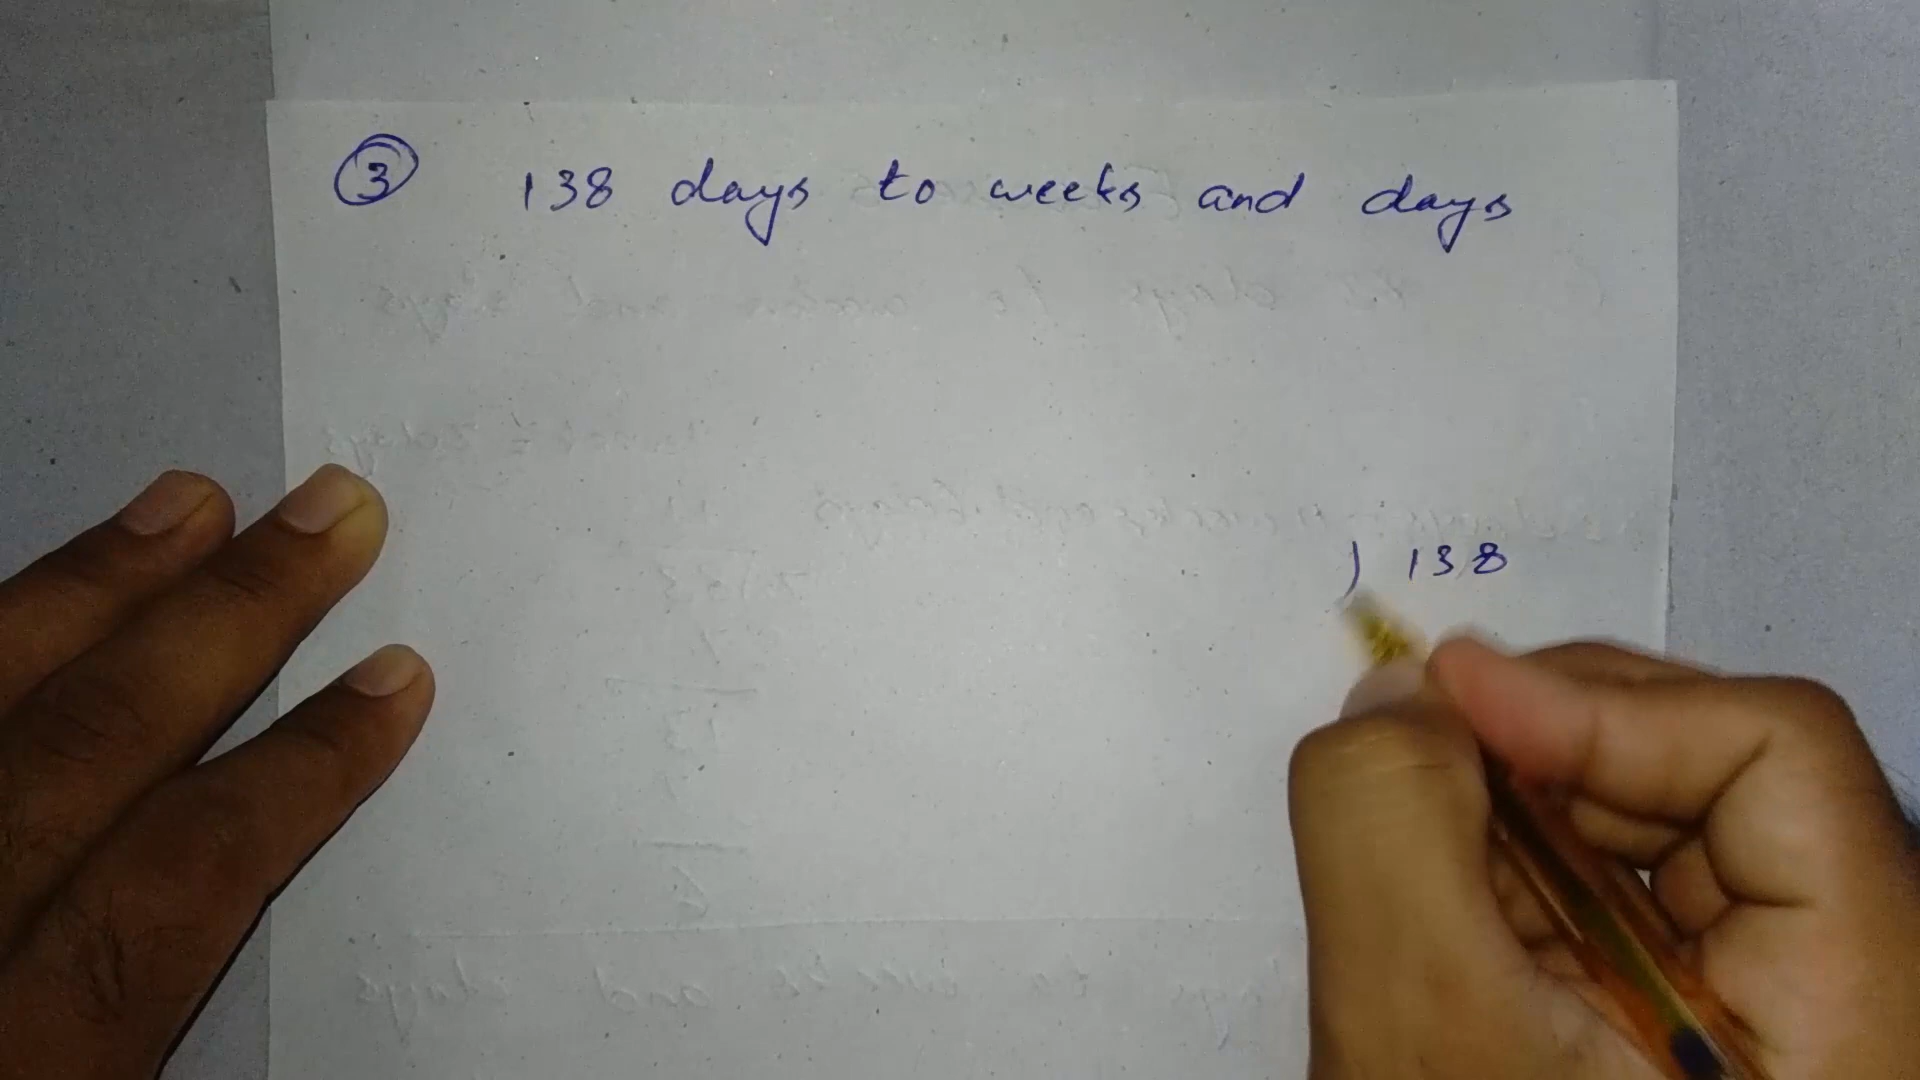 ③ 138 days to weeks and days
) 138